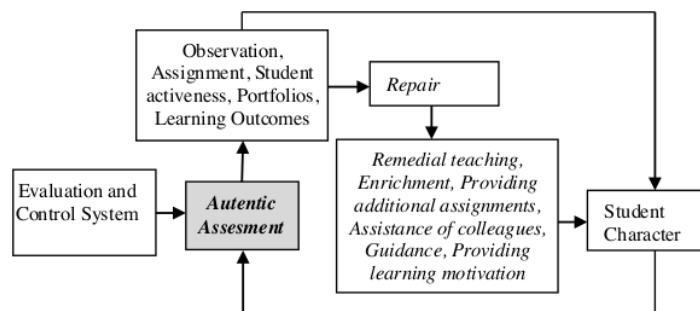 Observation,
Assignment, Student
activeness, Portfolios,
Learning Outcomes
Repair
Remedial teaching,
Enrichment, Providing
additional assignments,
Assistance of colleagues,
Guidance, Providing
learning motivation
Evaluation and
Control System
Autentic
Assesment
Student
Character